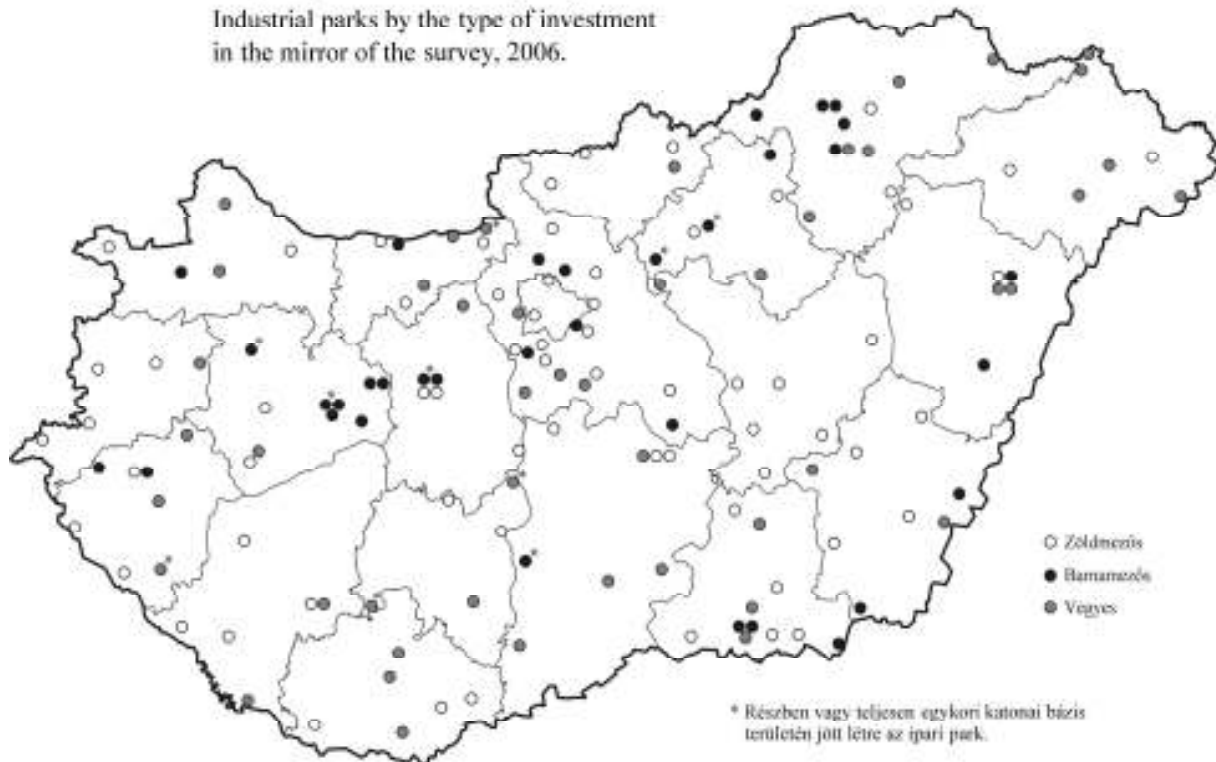 Industrial parks by the type of investment
in the mirror of the survey, 2006.
Zöldmezős
Barnamezős
Vegyes
* Részben vagy teljesen egykori katonai bázis
területén jött létre az ipari park.